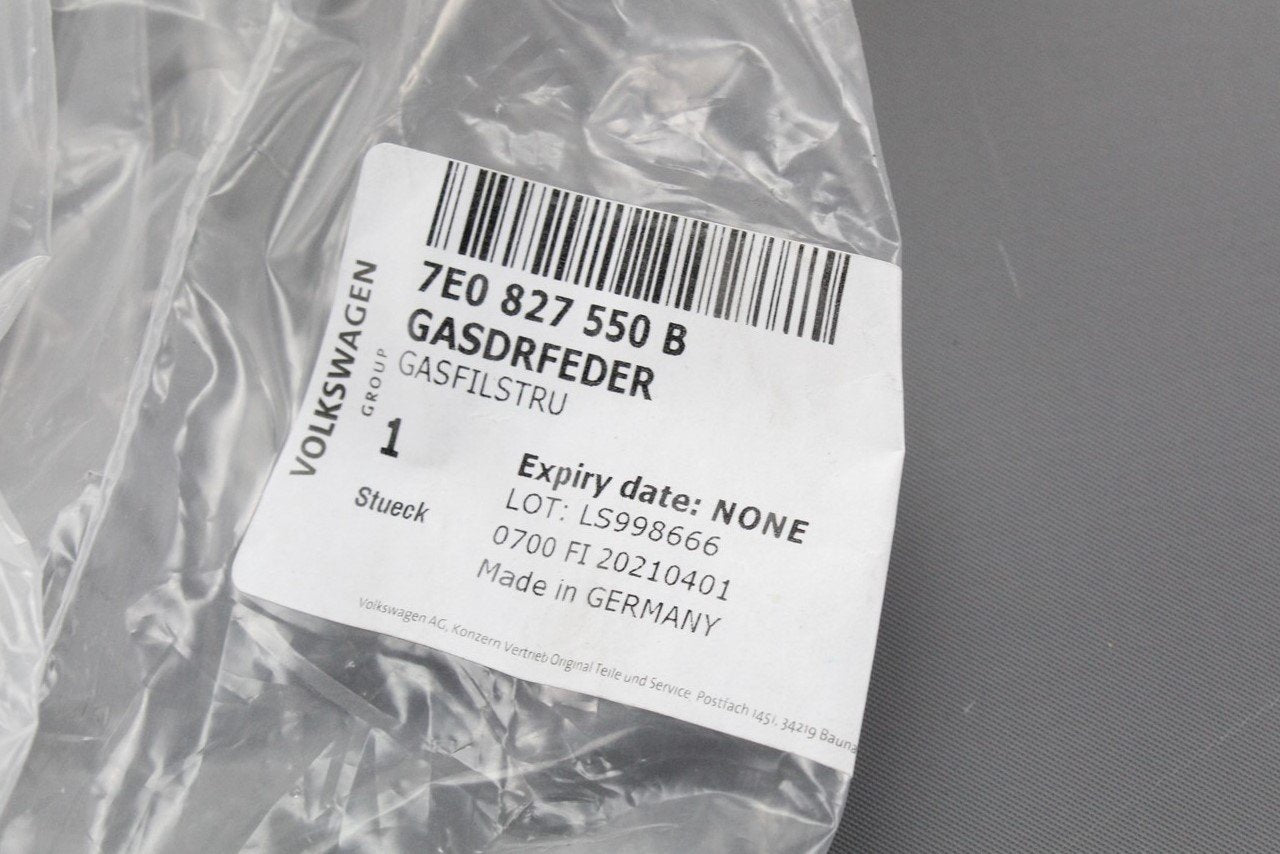 7E0 827 550 B
GASDRFEDER
GASFILSTRU
VOLKSWAGEN
GROUP
1
Stueck
Expiry date: NONE
LOT: LS998666
0700 FI 20210401
Made in GERMANY
Volkswagen AG, Konzern Vertrieb Original Teile und Service Postfach 1451, 34219 Bauna